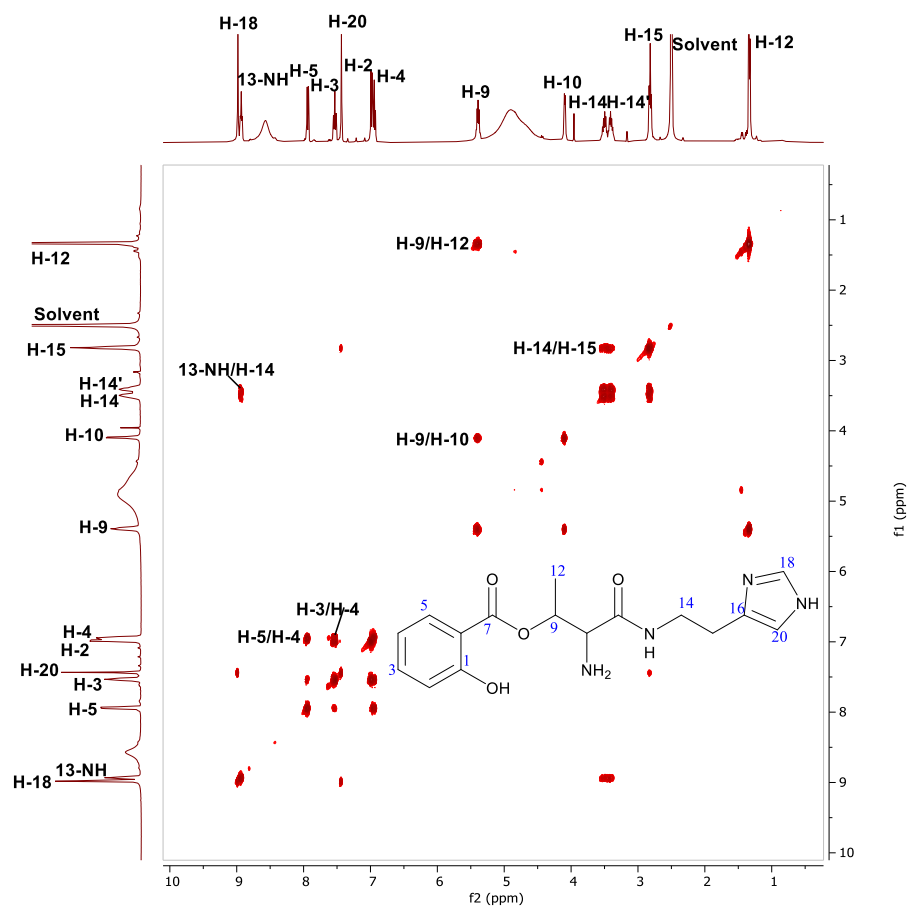 H-18
H-20
H-15
Solvent
H-12
13-NH
H-5
H-3
H-2
H-4
H-9
H-10
H-14
H-14'
H-12
Solvent
H-15
H-14'
H-14
H-10
H-9
H-4
H-2
H-20
H-3
H-5
13-NH
H-18
H-9/H-12
13-NH/H-14
H-14/H-15
H-9/H-10
H-3/H-4
H-5/H-4
O
12
O
N
18
5
14
16
NH
7
O
9
N
H
20
3
1
NH2
OH
1
2
3
4
5
6
7
8
9
10
f1 (ppm)
10 9 8 7 6 5 4 3 2 1
f2 (ppm)